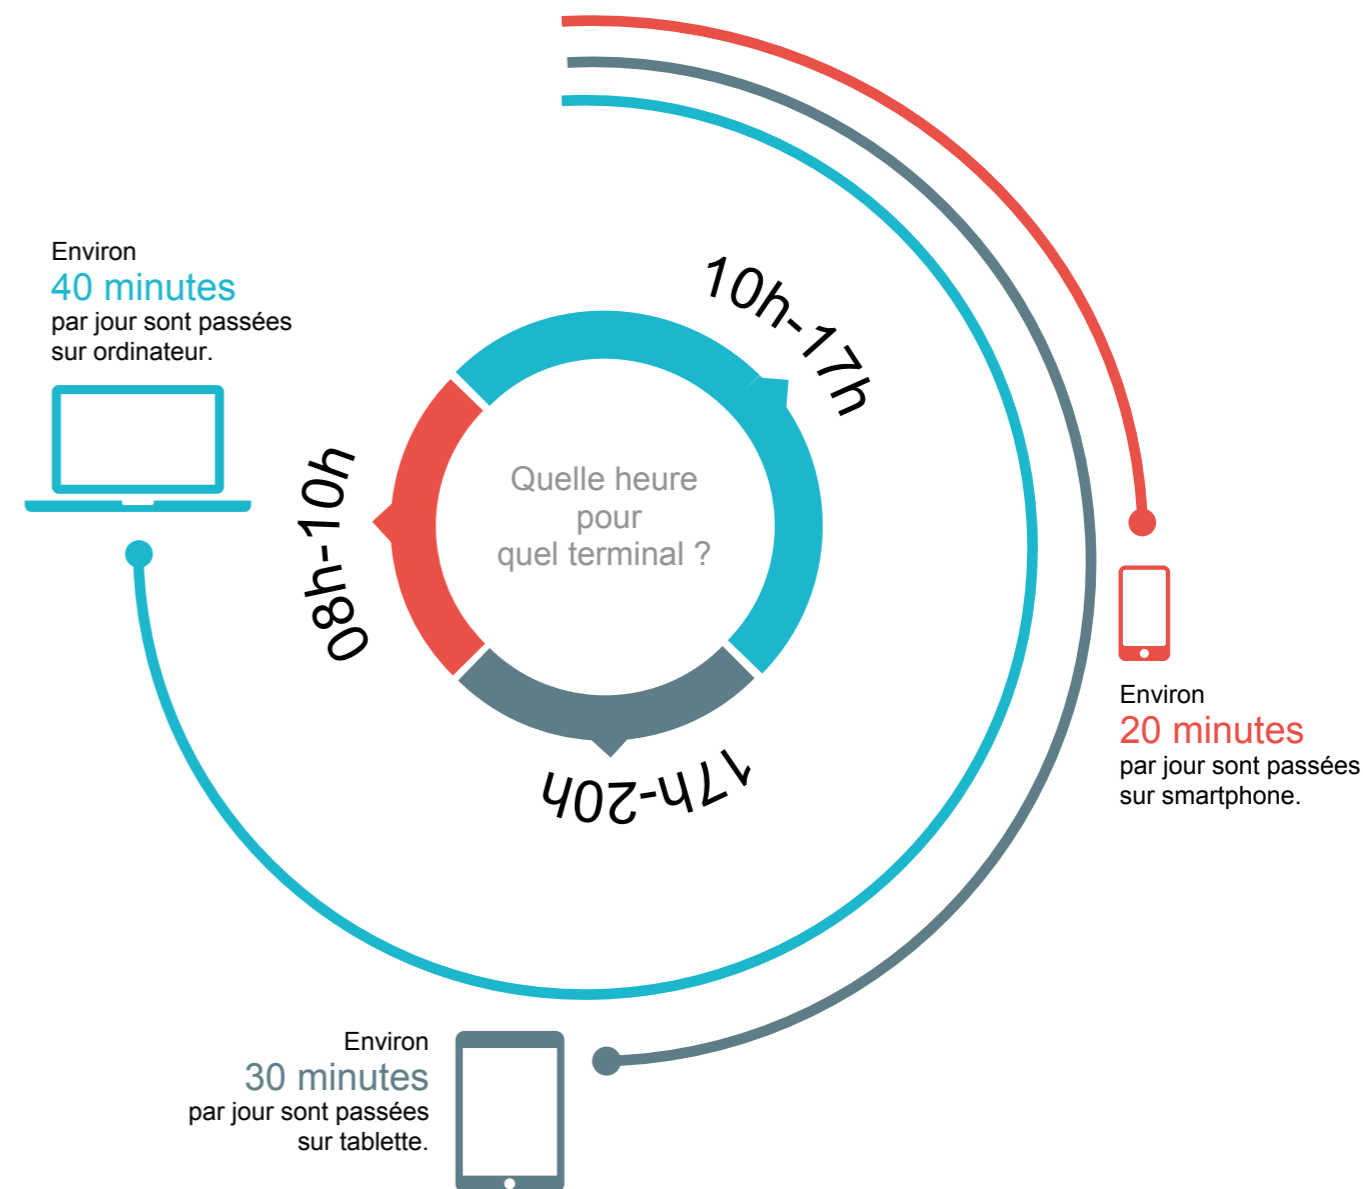 Environ
40 minutes
par jour sont passées
sur ordinateur.
10h-17h
08h-10h
Quelle heure
pour
quel terminal ?
17h-20h
Environ
20 minutes
par jour sont passées
sur smartphone.
Environ
30 minutes
par jour sont passées
sur tablette.